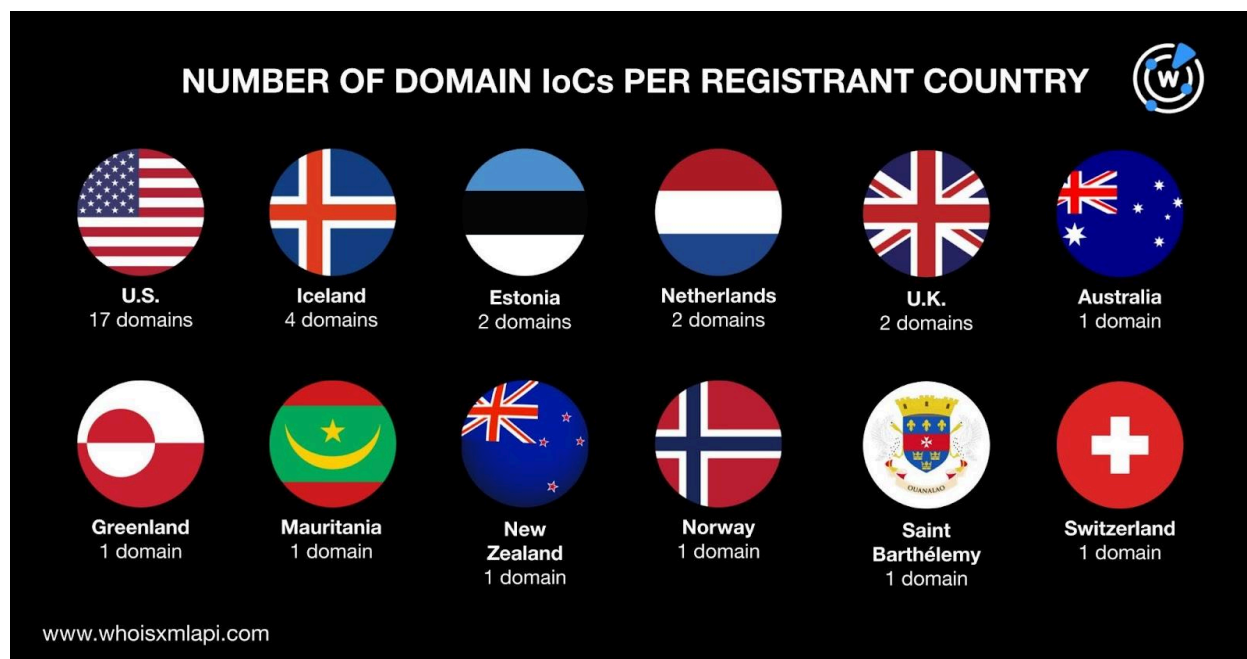 NUMBER OF DOMAIN IoCs PER REGISTRANT COUNTRY
W
U.S.
17 domains
Iceland
4 domains
Estonia
2 domains
Netherlands
2 domains
U.K.
2 domains
Australia
1 domain
Greenland
1 domain
Mauritania
1 domain
New
Zealand
1 domain
Norway
1 domain
OUANALAO
Saint
Barthélemy
1 domain
Switzerland
1 domain
www.whoisxmlapi.com